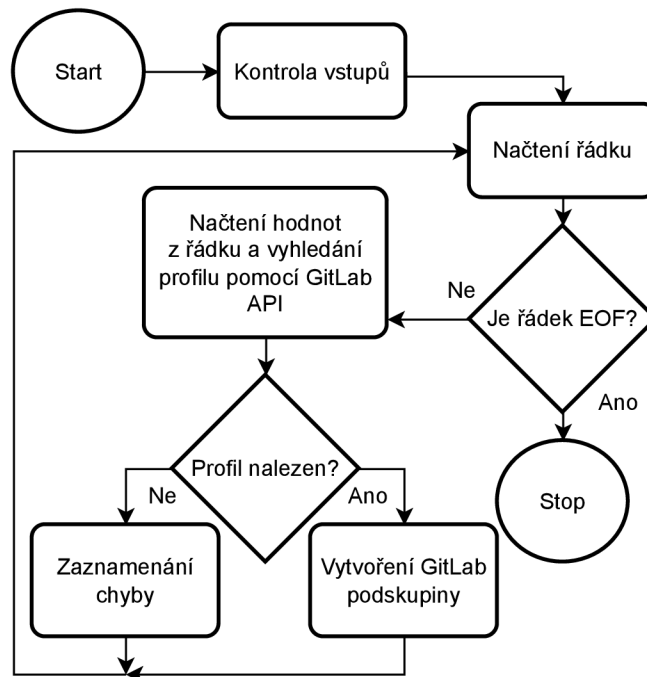 Start
Kontrola vstupů
Načtení řádku
Načtení hodnot
z řádku a vyhledání
profilu pomocí GitLab
API
Ne
Je řádek EOF?
Ano
Profil nalezen?
Ne
Ano
Stop
Zaznamenání
chyby
Vytvoření GitLab
podskupiny